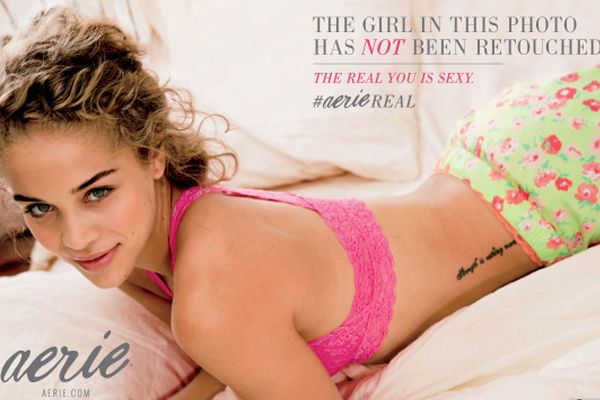 THE GIRL IN THIS PHOTO
HAS NOT BEEN RETOUCHED
THE REAL YOU IS SEXY.
#aerieREAL
aerie
AERIE.COM